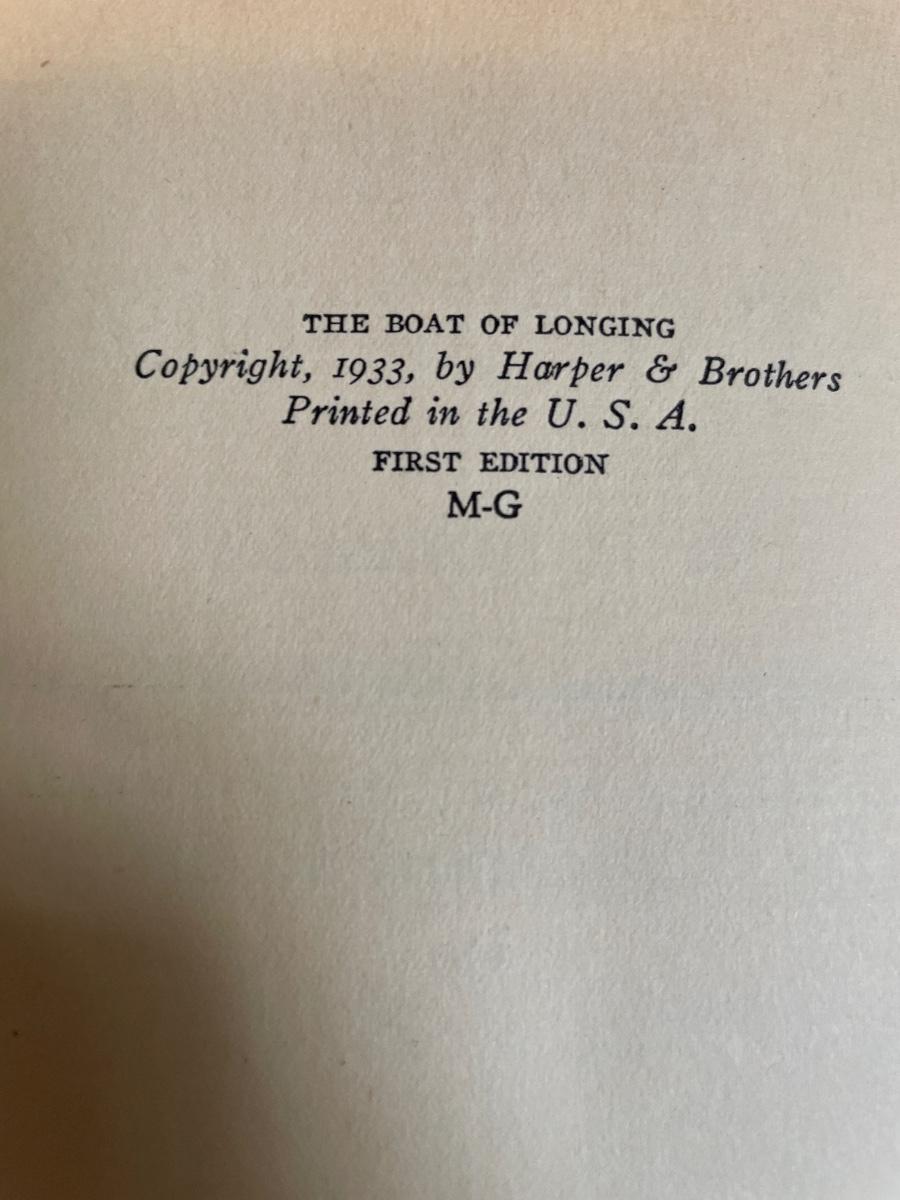 THE BOAT OF LONGING
Copyright, 1933, by Harper & Brothers
Printed in the U. S. A.
FIRST EDITION
M-G